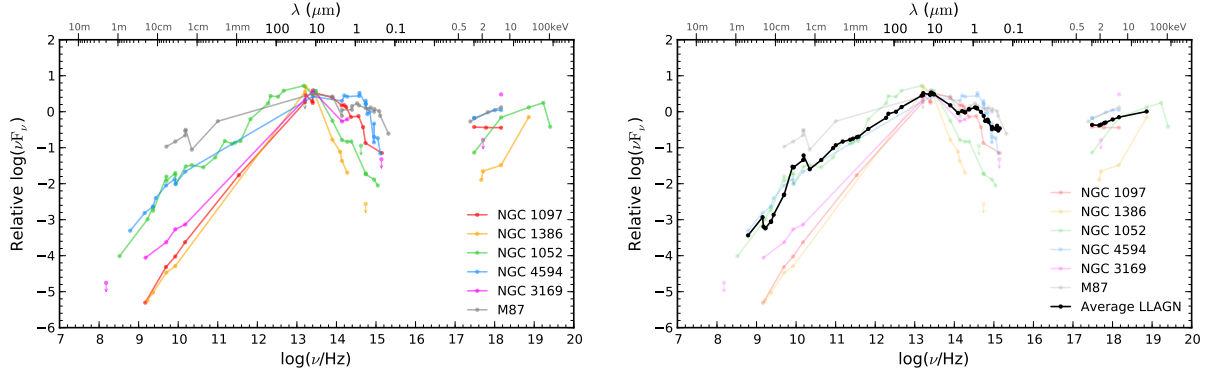 λ (μm)
10m 1m 10cm 1cm 1mm 100 10 1 0.1 0.5 2 10 100keV
2
1
0
−1
−2
−3
−4
−5
−6
Relative log(νFν)
NGC 1097
NGC 1386
NGC 1052
NGC 4594
NGC 3169
M87
7 8 9 10 11 12 13 14 15 16 17 18 19 20
log(ν/Hz)
λ (μm)
10m 1m 10cm 1cm 1mm 100 10 1 0.1 0.5 2 10 100keV
2
1
0
−1
−2
−3
−4
−5
−6
Relative log(νFν)
NGC 1097
NGC 1386
NGC 1052
NGC 4594
NGC 3169
M87
Average LLAGN
7 8 9 10 11 12 13 14 15 16 17 18 19 20
log(ν/Hz)